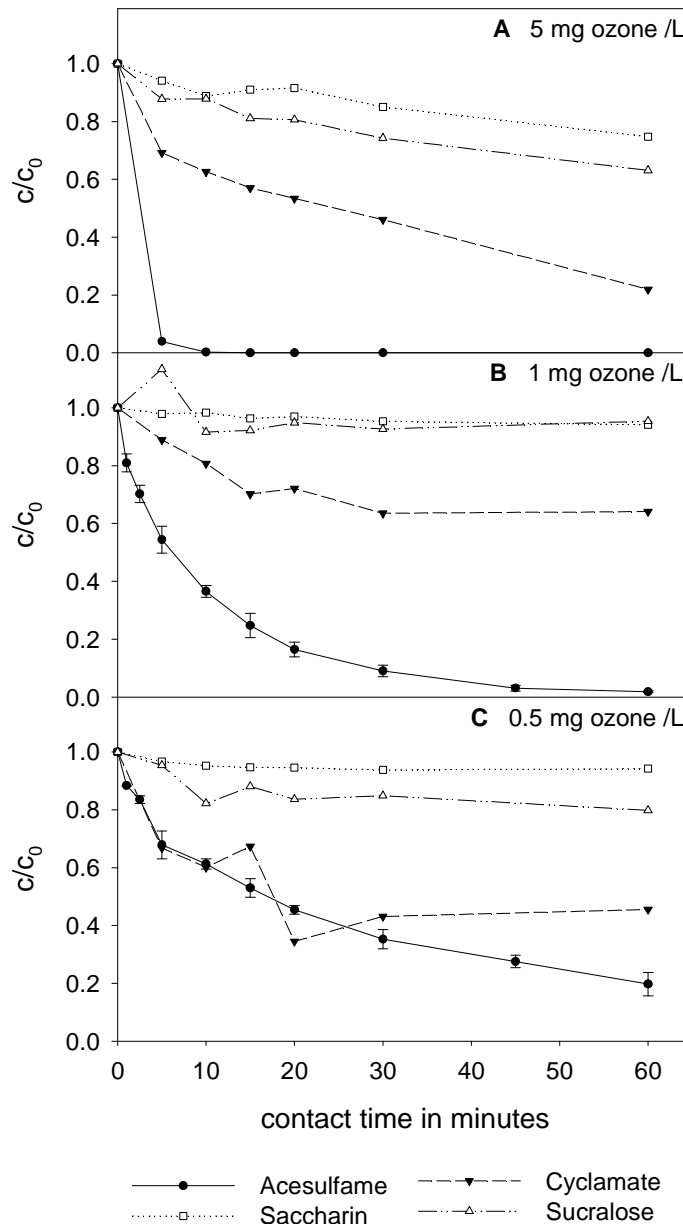 A 5 mg ozone /L
1.0
0.8
0.6
0.4
0.2
0.0
c/c0
B 1 mg ozone /L
1.0
0.8
0.6
0.4
0.2
0.0
c/c0
C 0.5 mg ozone /L
1.0
0.8
0.6
0.4
0.2
0.0
c/c0
0 10 20 30 40 50 60
contact time in minutes
Acesulfame Cyclamate
Saccharin Sucralose